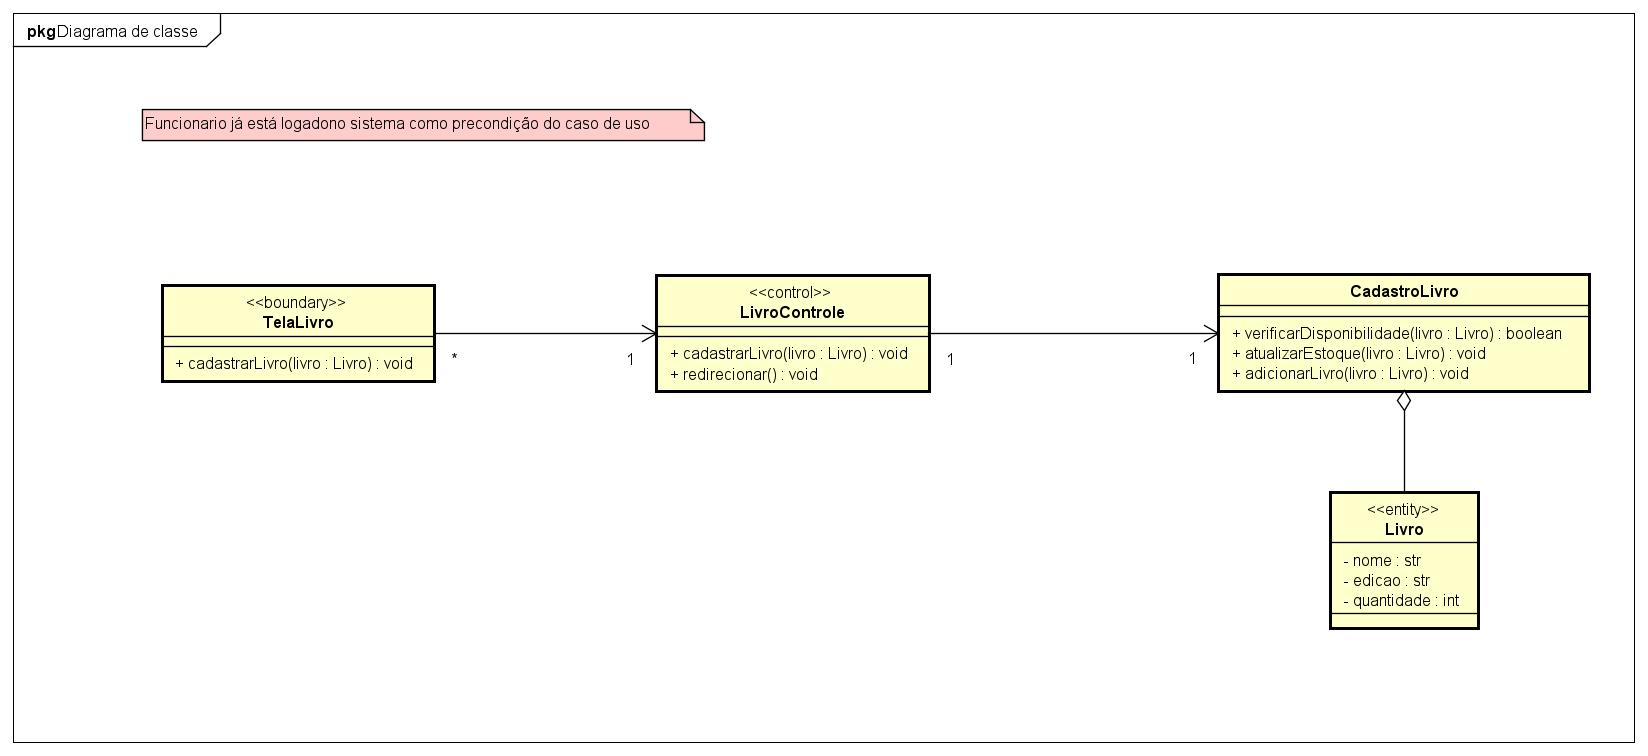 pkg Diagrama de classe
Funcionario já está logadono sistema como precondição do caso de uso
<<boundary>>
TelaLivro
+ cadastrarLivro(livro : Livro) : void
*
1
<<control>>
LivroControle
+ cadastrarLivro(livro : Livro) : void
+ redirecionar() : void
1
1
CadastroLivro
+ verificarDisponibilidade(livro : Livro) : boolean
+ atualizarEstoque(livro : Livro) : void
+ adicionarLivro(livro : Livro) : void
<<entity>>
Livro
- nome : str
- edicao : str
- quantidade : int